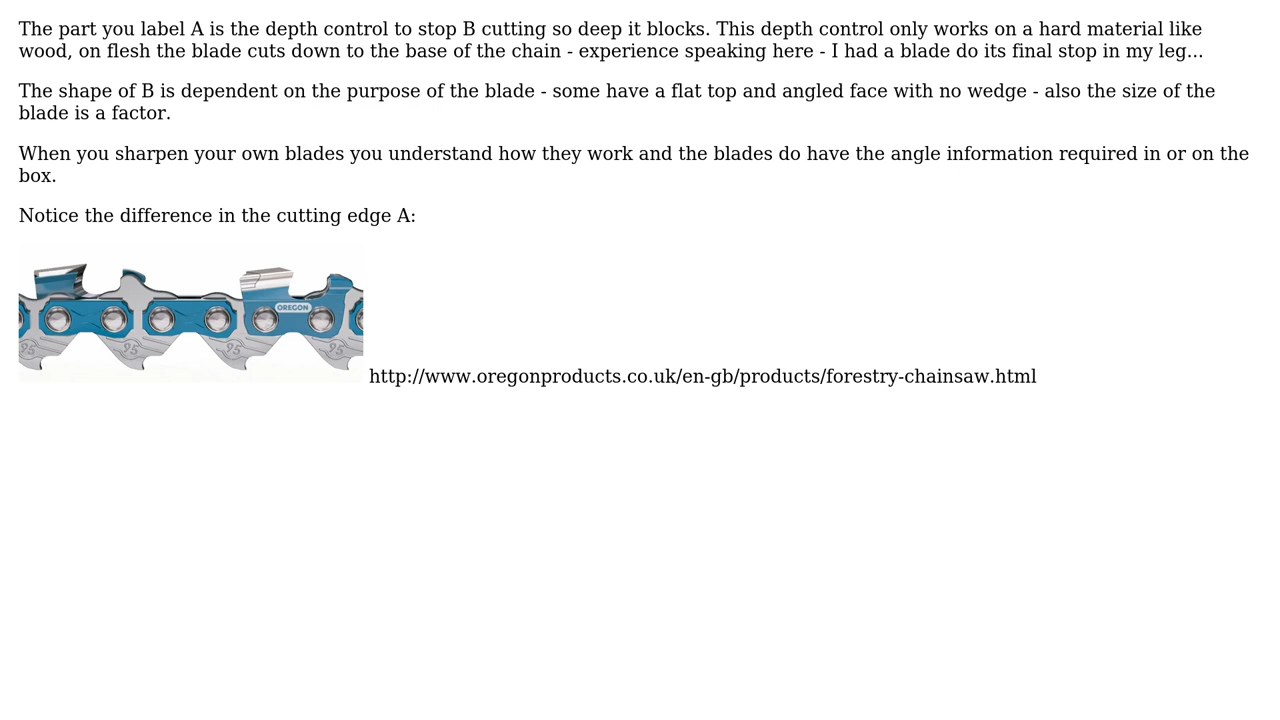 The part you label A is the depth control to stop B cutting so deep it blocks. This depth control only works on a hard material like
wood, on flesh the blade cuts down to the base of the chain - experience speaking here - I had a blade do its final stop in my leg...
The shape of B is dependent on the purpose of the blade - some have a flat top and angled face with no wedge - also the size of the
blade is a factor.
When you sharpen your own blades you understand how they work and the blades do have the angle information required in or on the
box.
Notice the difference in the cutting edge A:
OREGON
95 95 95 95
http://www.oregonproducts.co.uk/en-gb/products/forestry-chainsaw.html